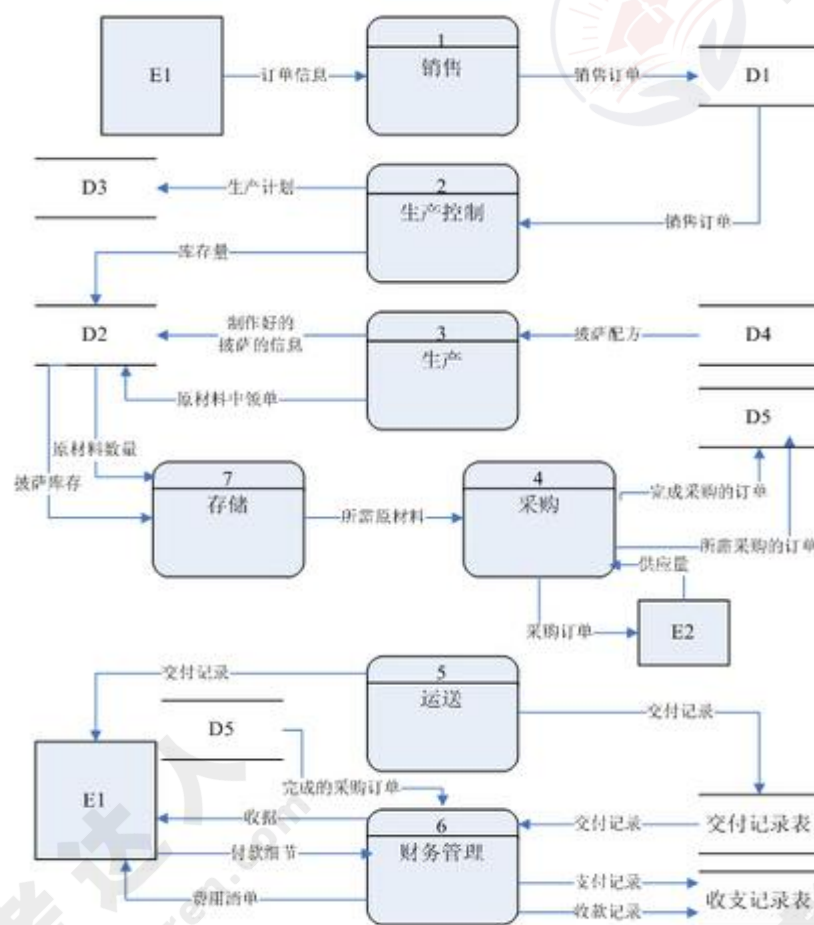 1
E1
订单信息
销售
销售订单
D1
D3
生产计划
2
生产控制
销售订单
库存量
D2
制作好的
披萨的信息
3
生产
披萨配方
D4
原材料申领单
D5
原材料数量
披萨库存
7
存储
所需原材料
4
采购
完成采购的订单
所需采购的订单
供应量
采购订单
E2
交付记录
5
运送
交付记录
D5
E1
完成的采购订单
收据
6
财务管理
交付记录
交付记录表
付款细节
费用清单
支付记录
收款记录
收支记录表